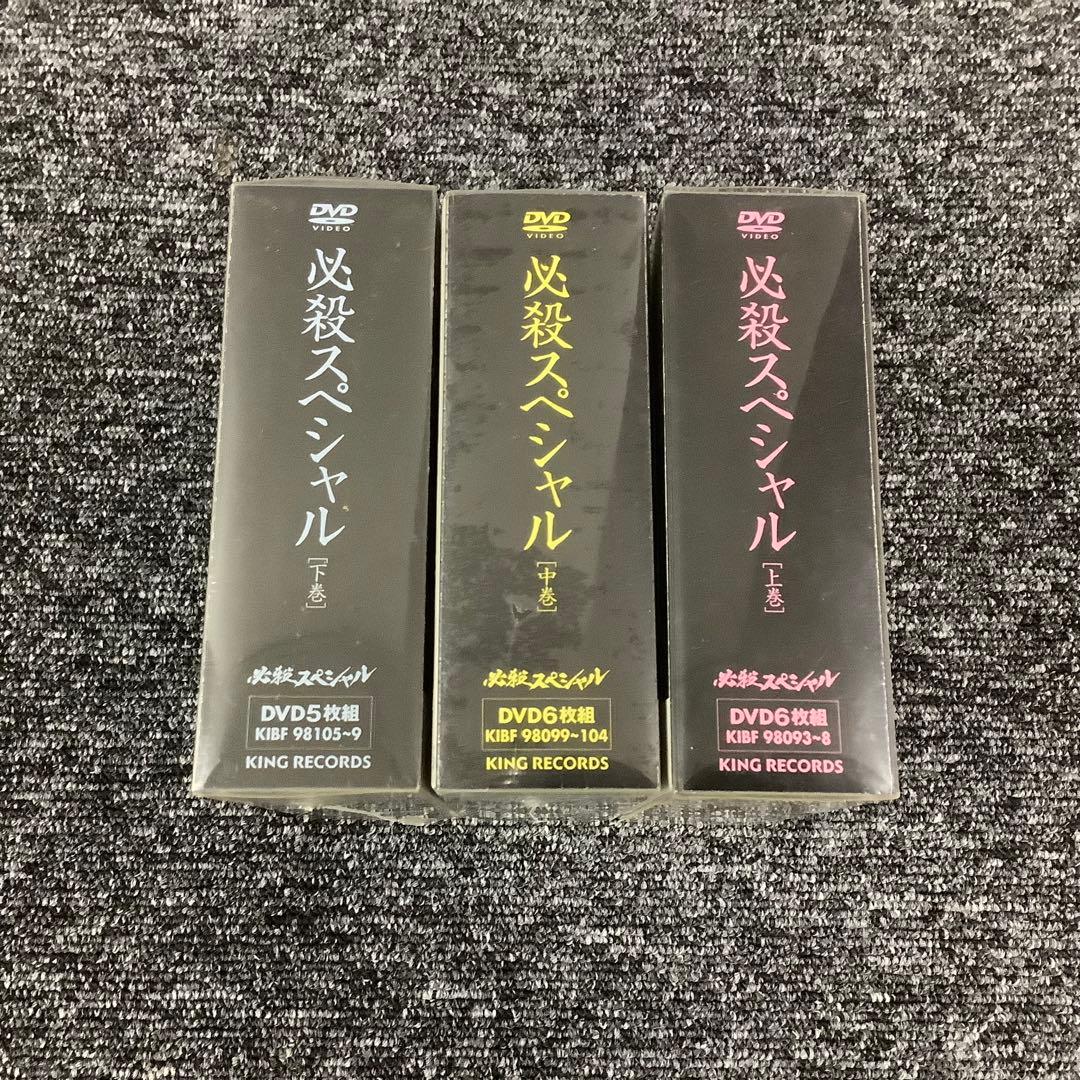 DVD
VIDEO
必殺スペシャル
[下巻]
必殺スペシャル
DVD5枚組
KIBF 98105~9
KING RECORDS
DVD
VIDEO
必殺スペシャル
[中巻]
必殺スペシャル
DVD6枚組
KIBF 98099~104
KING RECORDS
DVD
VIDEO
必殺スペシャル
[上巻]
必殺スペシャル
DVD6枚組
KIBF 98093~8
KING RECORDS